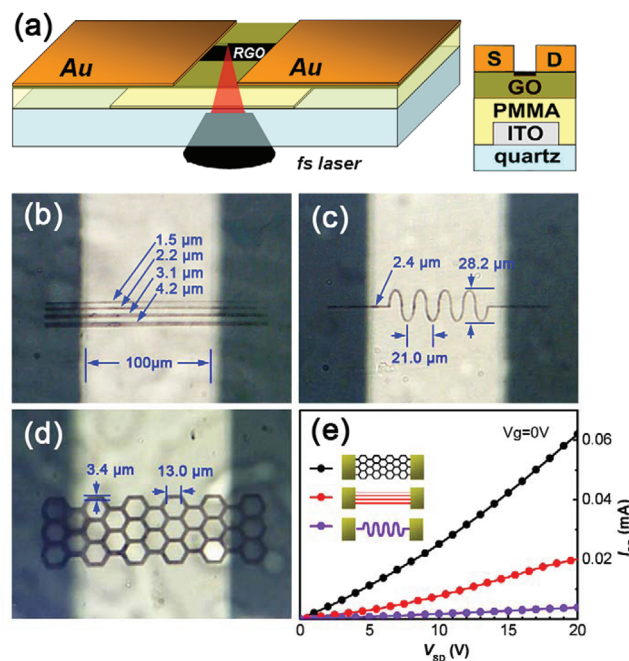 (a)
RGO
Au
Au
fs laser
S D
GO
PMMA
ITO
quartz
(b)
1.5 μm
2.2 μm
3.1 μm
4.2 μm
100μm
(c)
2.4 μm
28.2 μm
21.0 μm
(d)
3.4 μm
13.0 μm
(e)
Vg=0V
0.06
0.04
0.02
(mA)
0 5 10 15 20
V_SD (V)